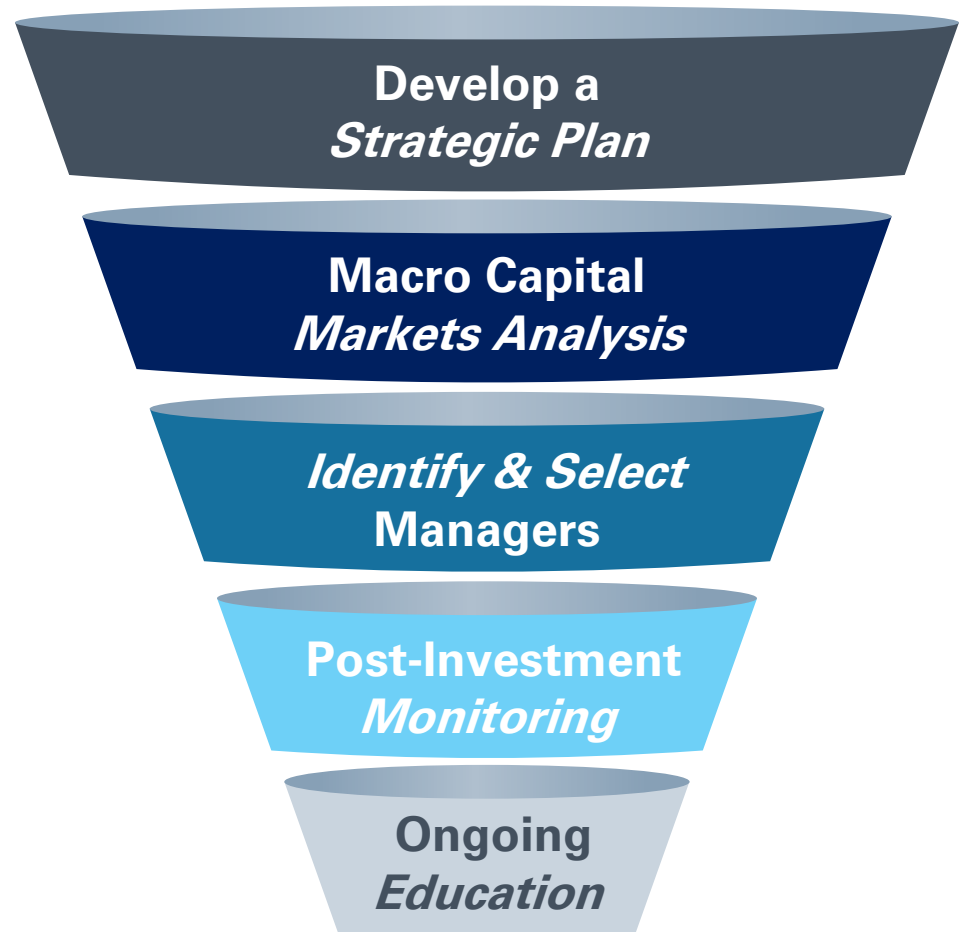 Develop a
Strategic Plan
Macro Capital
Markets Analysis
Identify & Select
Managers
Post-Investment
Monitoring
Ongoing
Education